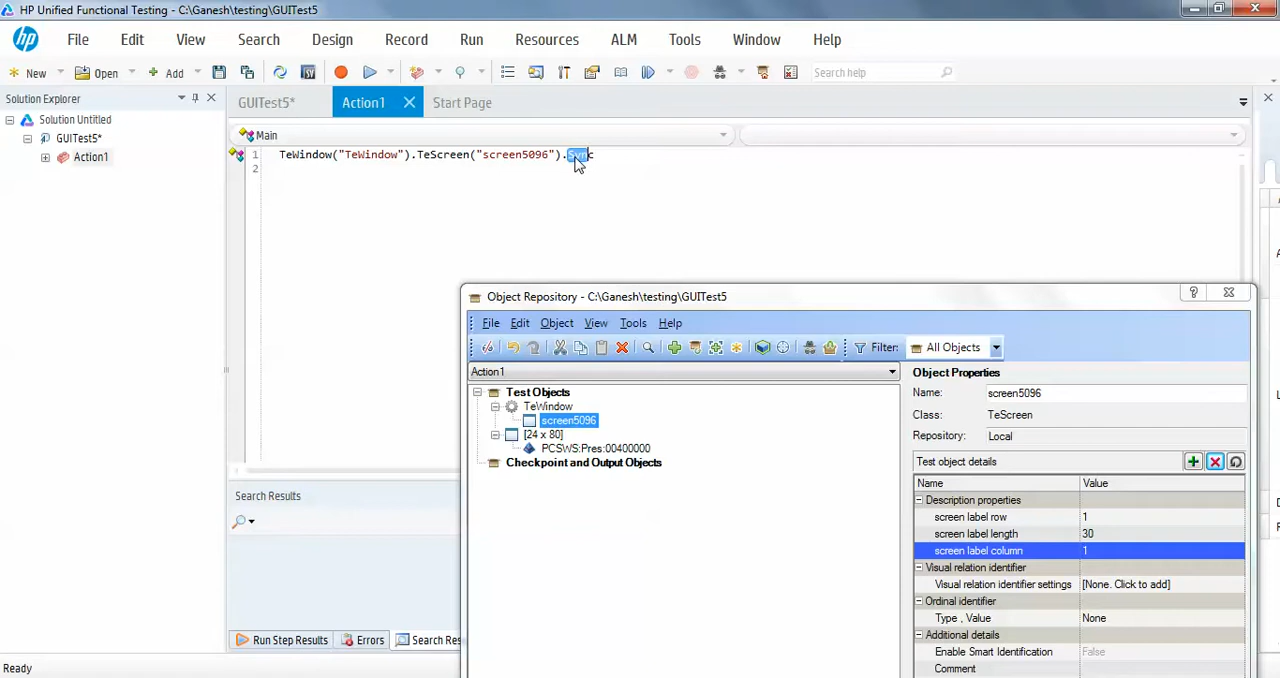 HP Unified Functional Testing - C:\Ganesh\testing\GUITest5
hp File Edit View Search Design Record Run Resources ALM Tools Window Help
New Open Add Search help
Solution Explorer
GUITest5* Action1 Start Page
Solution Untitled
GUITest5*
Action1
Main
1 TeWindow("TeWindow").TeScreen("screen5096").Sync
2
Object Repository - C:\Ganesh\testing\GUITest5
File Edit Object View Tools Help
Filter: All Objects
Action1
Test Objects
TeWindow
screen5096
[24 x 80]
PCSWS:Pres:00400000
Checkpoint and Output Objects
Object Properties
Name: screen5096
Class: TeScreen
Repository: Local
Test object details
Name Value
Description properties
screen label row 1
screen label length 30
screen label column 1
Visual relation identifier
Visual relation identifier settings [None. Click to add]
Ordinal identifier
Type , Value None
Additional details
Enable Smart Identification False
Comment
Search Results
Run Step Results Errors Search Res
Ready